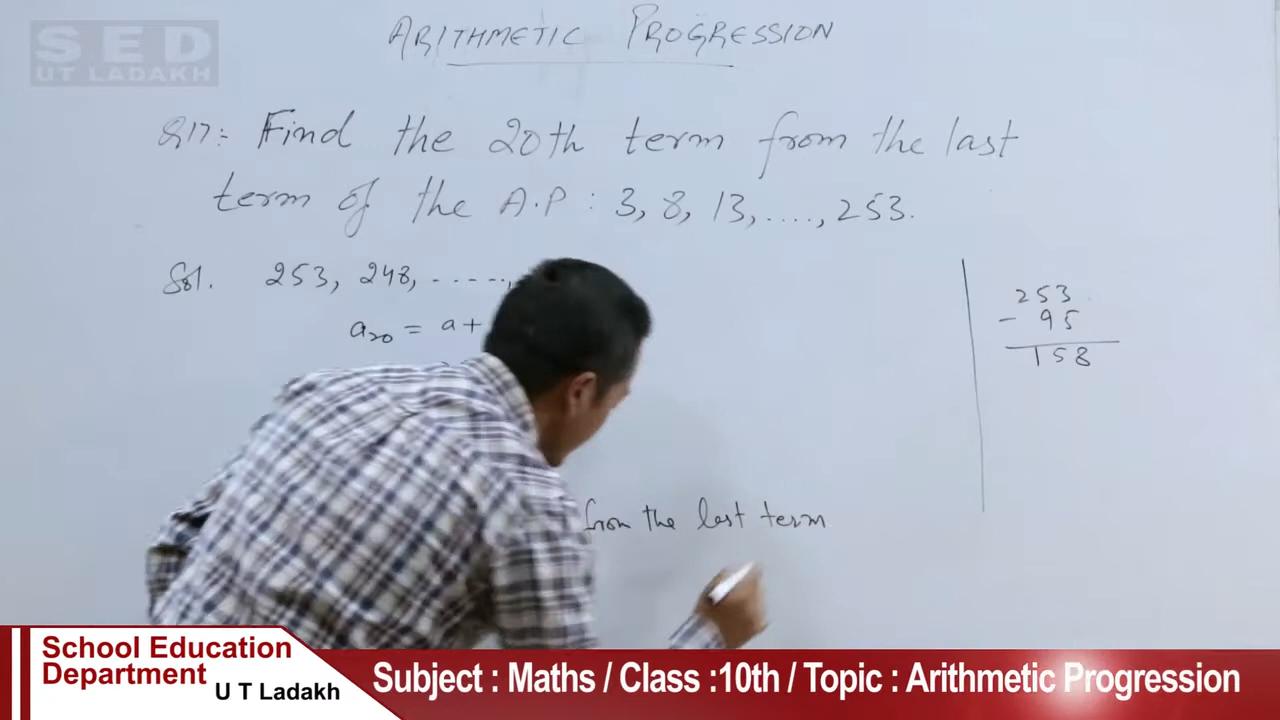 SED
UT LADAKH
ARITHMETIC PROGRESSION
Q17: Find the 20th term from the last
term of the A.P : 3, 8, 13, ...., 253.
Sol. 253, 248, .....,
a20 = a+
253
- 95
158
from the last term
School Education
Department
U T Ladakh
Subject : Maths / Class :10th / Topic : Arithmetic Progression